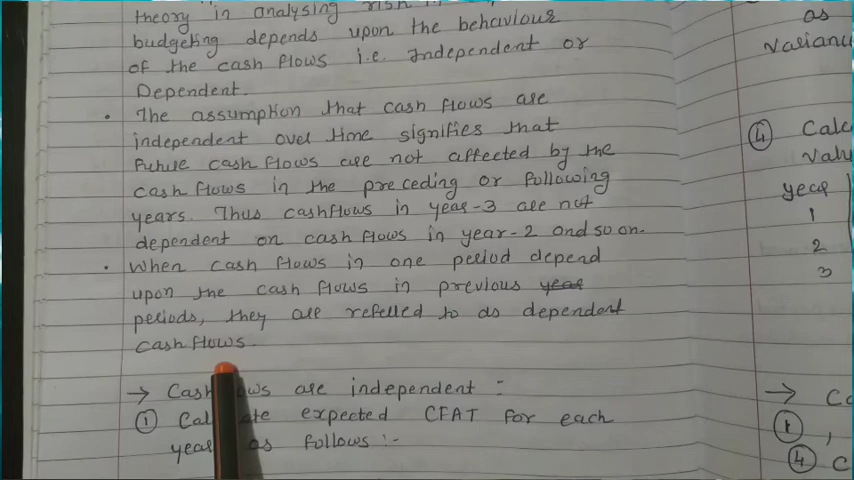 theory in analysing risk in
budgeting depends upon the behaviour
of the cash flows i.e. Independent or
Dependent.
• The assumption that cash flows are
independent over time signifies that
future cash flows are not affected by the
cash flows in the preceding or following
years. Thus cashflows in year-3 are not
dependent on cash flows in year-2 and so on.
• When cash flows in one period depend
upon the cash flows in previous year
periods, they are refelled to as dependent
cash flows.
→ Cash ows are independent :-
① Cal ate expected CFAT for each
year as follows :-
as
Varianc
④ Calc
Valu
year
1
2
3
→ Ca
①,
④ C